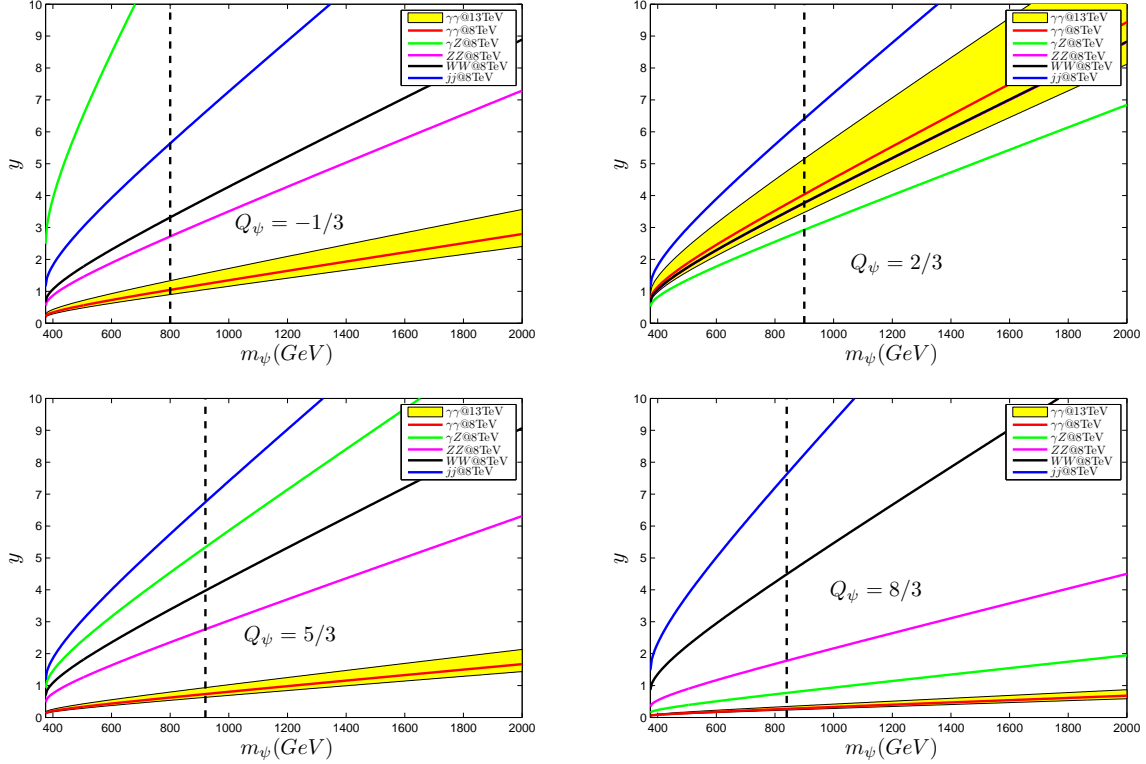 10
9
8
7
6
5
4
3
2
1
0
y
γγ@13TeV
γγ@8TeV
γZ@8TeV
ZZ@8TeV
WW@8TeV
jj@8TeV
Q_ψ = −1/3
400 600 800 1000 1200 1400 1600 1800 2000
m_ψ(GeV)
10
9
8
7
6
5
4
3
2
1
0
y
γγ@13TeV
γγ@8TeV
γZ@8TeV
ZZ@8TeV
WW@8TeV
jj@8TeV
Q_ψ = 2/3
400 600 800 1000 1200 1400 1600 1800 2000
m_ψ(GeV)
10
9
8
7
6
5
4
3
2
1
0
y
γγ@13TeV
γγ@8TeV
γZ@8TeV
ZZ@8TeV
WW@8TeV
jj@8TeV
Q_ψ = 5/3
400 600 800 1000 1200 1400 1600 1800 2000
m_ψ(GeV)
10
9
8
7
6
5
4
3
2
1
0
y
γγ@13TeV
γγ@8TeV
γZ@8TeV
ZZ@8TeV
WW@8TeV
jj@8TeV
Q_ψ = 8/3
400 600 800 1000 1200 1400 1600 1800 2000
m_ψ(GeV)